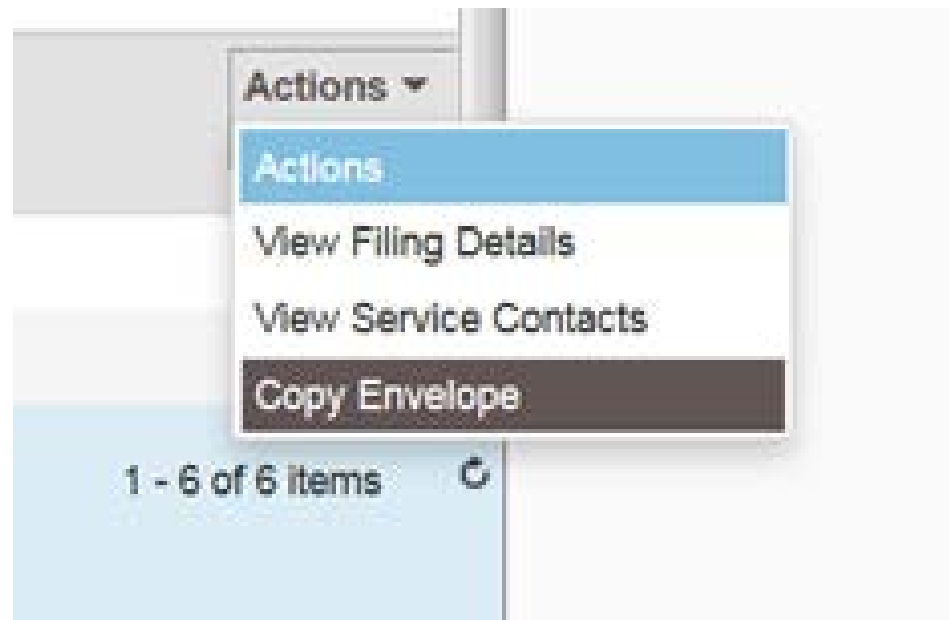 Actions
Actions
View Filing Details
View Service Contacts
Copy Envelope
1 - 6 of 6 items